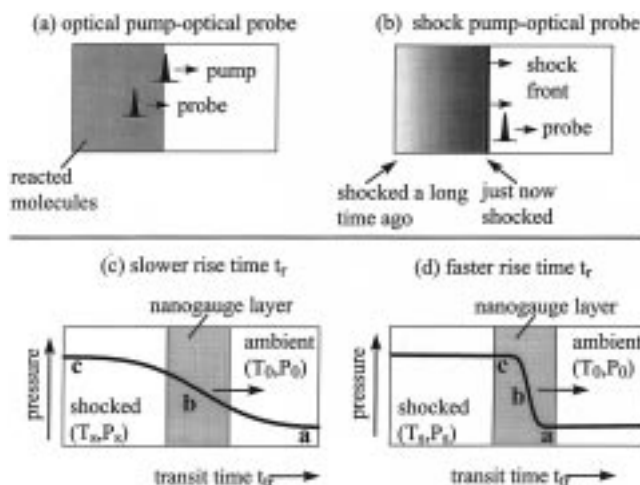 (a) optical pump-optical probe
pump
probe
reacted
molecules
(b) shock pump-optical probe
shock
front
probe
shocked a long
time ago
just now
shocked
(c) slower rise time tr
nanogauge layer
ambient
(T0,P0)
pressure
c
b
a
shocked
(Ts,Ps)
transit time ttr
(d) faster rise time tr
nanogauge layer
ambient
(T0,P0)
pressure
c
b
a
shocked
(Ts,Ps)
transit time ttr